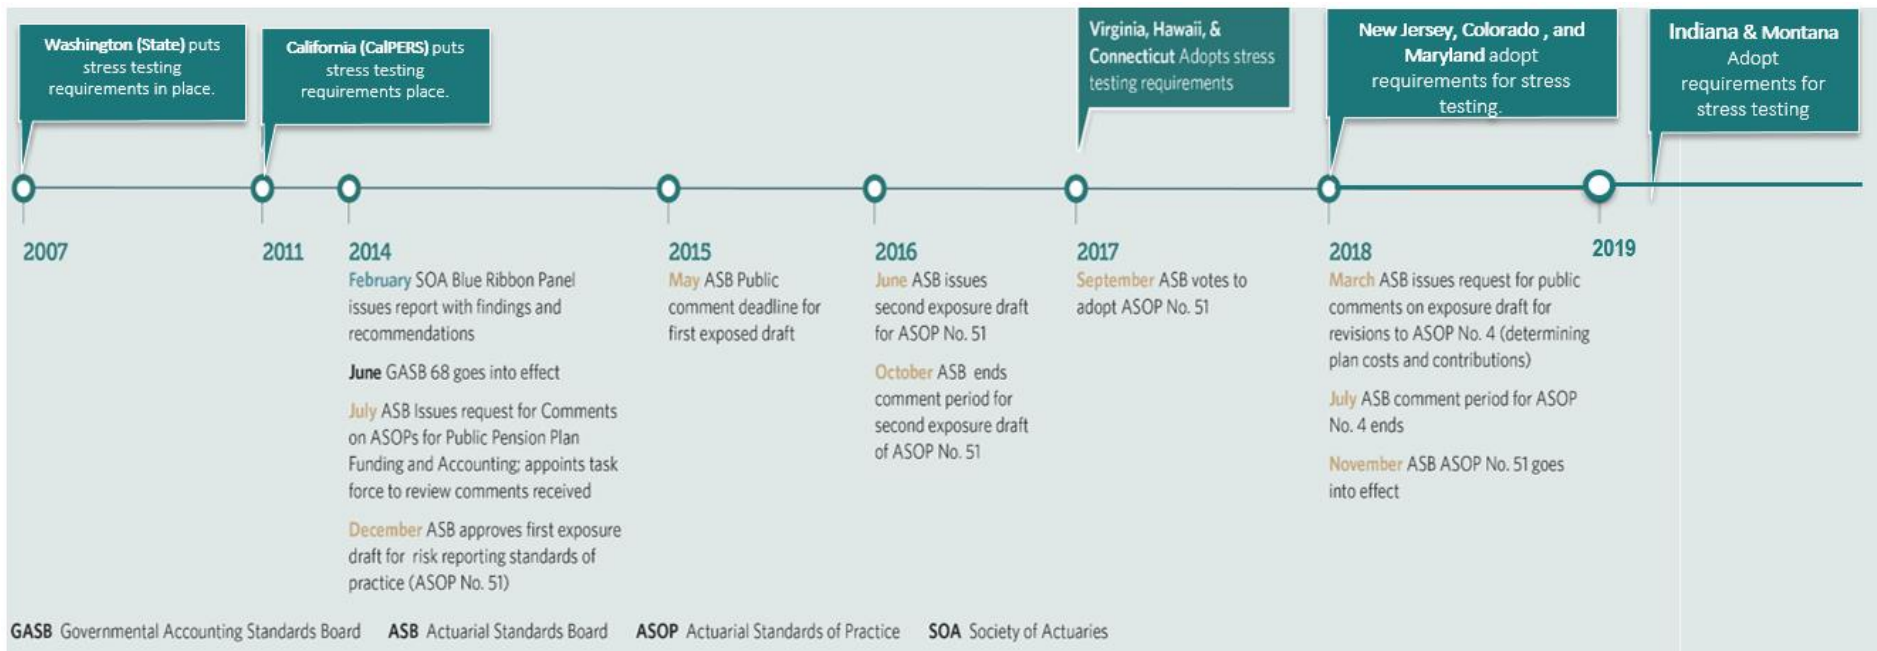 Washington (State) puts
stress testing
requirements in place.
California (CalPERS) puts
stress testing
requirements place.
Virginia, Hawaii, &
Connecticut Adopts stress
testing requirements
New Jersey, Colorado , and
Maryland adopt
requirements for stress
testing.
Indiana & Montana
Adopt
requirements for
stress testing
2007
2011
2014
February SOA Blue Ribbon Panel
issues report with findings and
recommendations
June GASB 68 goes into effect
July ASB Issues request for Comments
on ASOPs for Public Pension Plan
Funding and Accounting; appoints task
force to review comments received
December ASB approves first exposure
draft for risk reporting standards of
practice (ASOP No. 51)
2015
May ASB Public
comment deadline for
first exposed draft
2016
June ASB issues
second exposure draft
for ASOP No. 51
October ASB ends
comment period for
second exposure draft
of ASOP No. 51
2017
September ASB votes to
adopt ASOP No. 51
2018
March ASB issues request for public
comments on exposure draft for
revisions to ASOP No. 4 (determining
plan costs and contributions)
July ASB comment period for ASOP
No. 4 ends
November ASB ASOP No. 51 goes
into effect
2019
GASB Governmental Accounting Standards Board ASB Actuarial Standards Board ASOP Actuarial Standards of Practice SOA Society of Actuaries